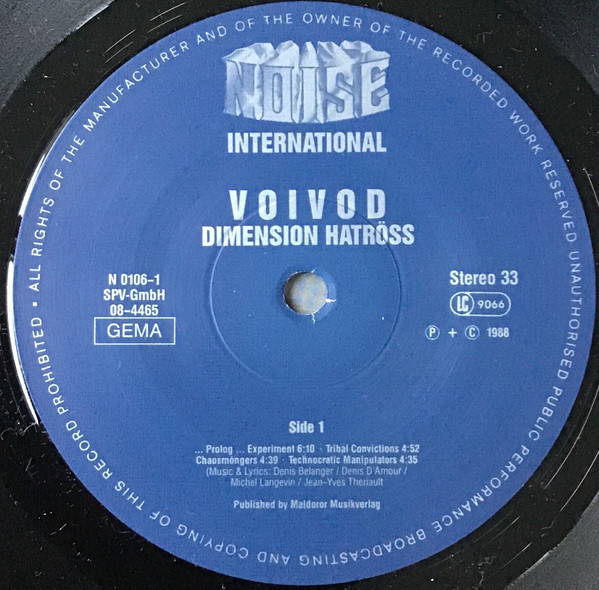 ALL RIGHTS OF THE MANUFACTURER AND OF THE OWNER OF THE RECORDED WORK RESERVED UNAUTHORISED PUBLIC PERFORMANCE BROADCASTING AND COPYING OF THIS RECORD PROHIBITED •
NOISE
INTERNATIONAL
VOIVOD
DIMENSION HATRÖSS
N 0106-1
SPV-GmbH
08-4465
GEMA
Stereo 33
LC 9066
Ⓟ + © 1988
Side 1
... Prolog ... Experiment 6:10 · Tribal Convictions 4:52
Chaosmöngers 4:39 · Technocratic Manipulators 4:35
(Music & Lyrics: Denis Belanger / Denis D'Amour /
Michel Langevin / Jean-Yves Theriault
Published by Maldoror Musikverlag